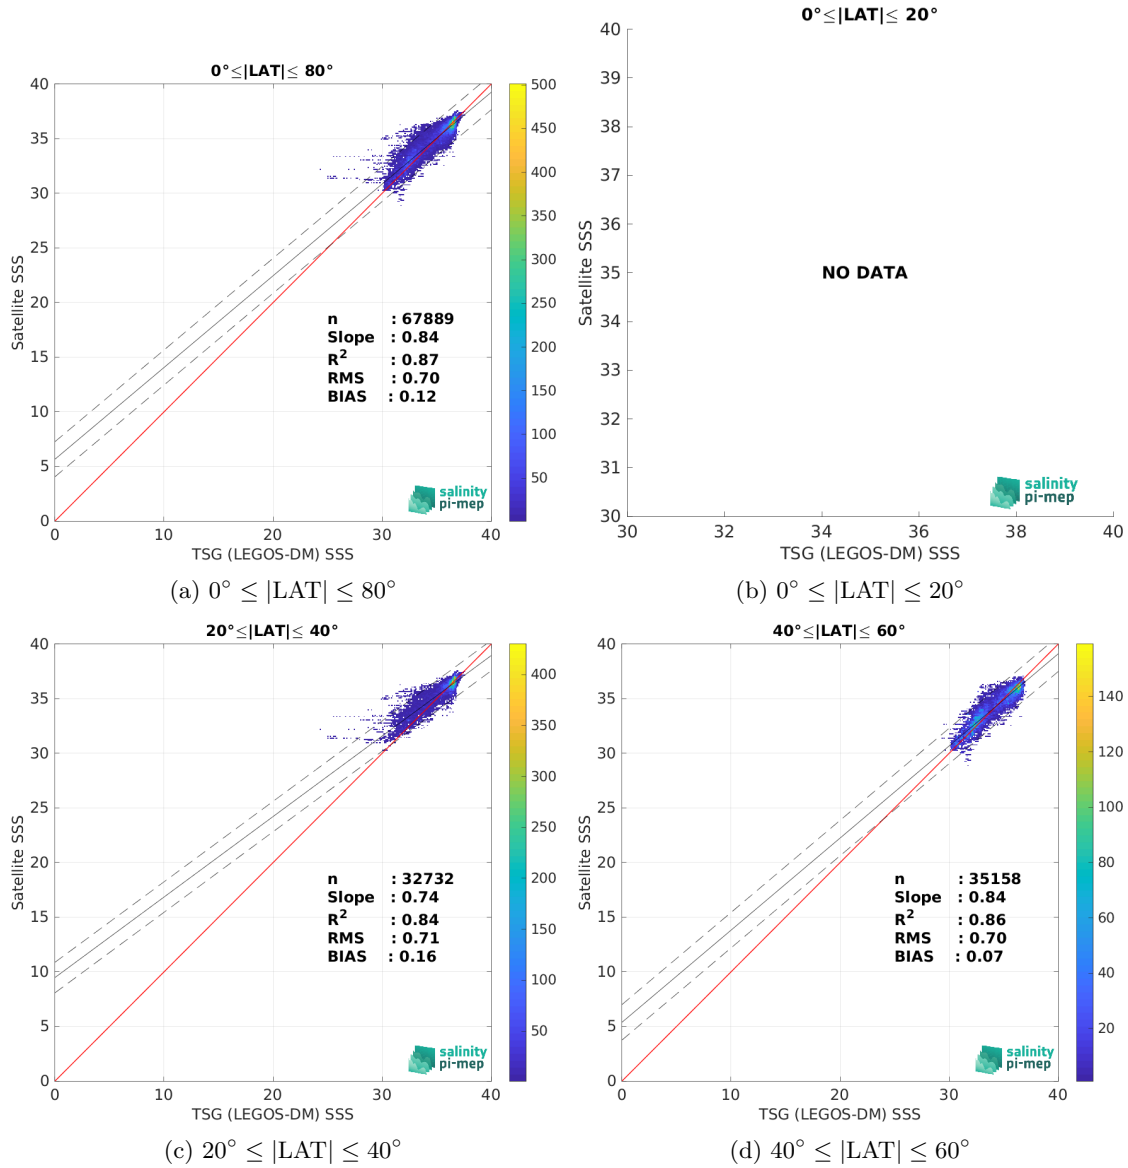 0°≤|LAT|≤ 80°
40
35
30
25
20
15
10
5
0
Satellite SSS
0
10
20
30
40
TSG (LEGOS-DM) SSS
500
450
400
350
300
250
200
150
100
50
n : 67889
Slope : 0.84
R² : 0.87
RMS : 0.70
BIAS : 0.12
salinity
pi-mep
(a) 0° ≤ |LAT| ≤ 80°
0°≤|LAT|≤ 20°
40
39
38
37
36
35
34
33
32
31
30
Satellite SSS
NO DATA
30
32
34
36
38
40
TSG (LEGOS-DM) SSS
salinity
pi-mep
(b) 0° ≤ |LAT| ≤ 20°
20°≤|LAT|≤ 40°
40
35
30
25
20
15
10
5
0
Satellite SSS
0
10
20
30
40
TSG (LEGOS-DM) SSS
400
350
300
250
200
150
100
50
n : 32732
Slope : 0.74
R² : 0.84
RMS : 0.71
BIAS : 0.16
salinity
pi-mep
(c) 20° ≤ |LAT| ≤ 40°
40°≤|LAT|≤ 60°
40
35
30
25
20
15
10
5
0
Satellite SSS
0
10
20
30
40
TSG (LEGOS-DM) SSS
140
120
100
80
60
40
20
n : 35158
Slope : 0.84
R² : 0.86
RMS : 0.70
BIAS : 0.07
salinity
pi-mep
(d) 40° ≤ |LAT| ≤ 60°